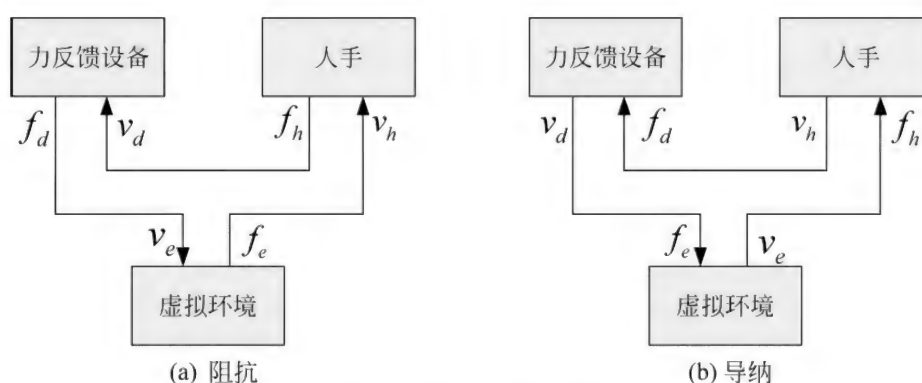 力反馈设备
人手
f_d
v_d
f_h
v_h
v_e
f_e
虚拟环境
(a) 阻抗
力反馈设备
人手
v_d
f_d
v_h
f_h
f_e
v_e
虚拟环境
(b) 导纳